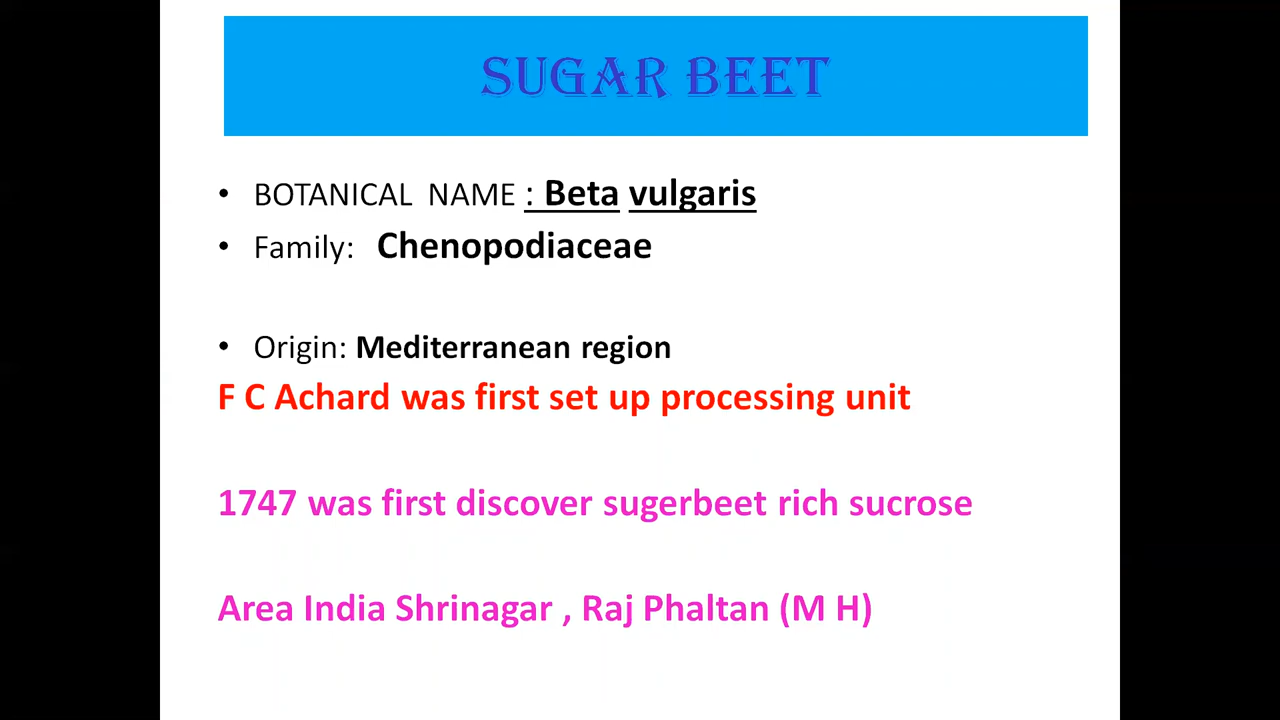 SUGAR BEET
• BOTANICAL NAME : Beta vulgaris
• Family: Chenopodiaceae
• Origin: Mediterranean region
F C Achard was first set up processing unit
1747 was first discover sugerbeet rich sucrose
Area India Shrinagar , Raj Phaltan (M H)